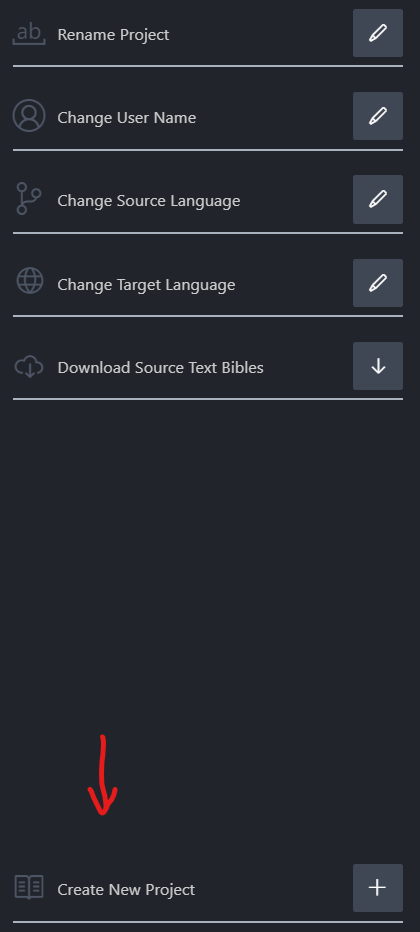 ab
Rename Project
Change User Name
Change Source Language
Change Target Language
Download Source Text Bibles
Create New Project